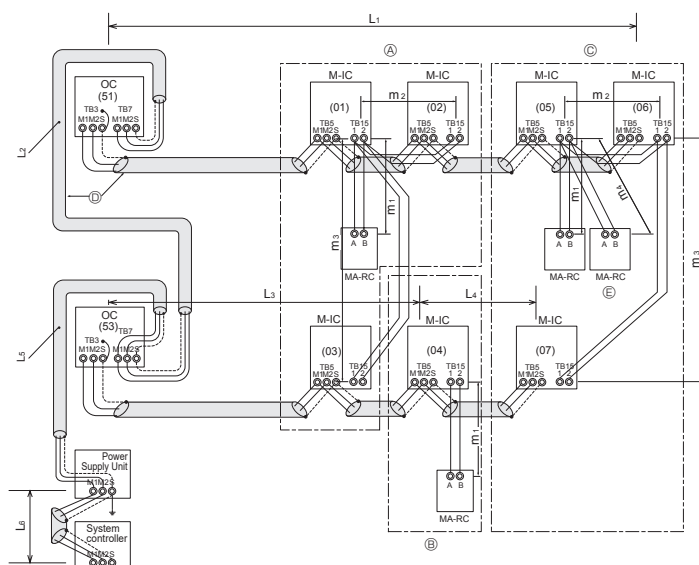 L1
A
C
M-IC
M-IC
M-IC
M-IC
OC
(51)
TB3
TB7
M1M2S
M1M2S
(01)
(02)
(05)
(06)
m2
m2
TB5
M1M2S
TB15
1 2
TB5
M1M2S
TB15
1 2
TB5
M1M2S
TB15
1 2
TB5
M1M2S
TB15
1 2
L2
D
m1
m1
m4
m3
m3
A B
MA-RC
A B
MA-RC
A B
MA-RC
E
L3
L4
OC
(53)
TB3
TB7
M1M2S
M1M2S
M-IC
M-IC
M-IC
(03)
(04)
(07)
TB5
M1M2S
TB15
1 2
TB5
M1M2S
TB15
1 2
TB5
M1M2S
TB15
1 2
L5
m1
A B
MA-RC
B
Power
Supply Unit
M1M2S
L6
System
controller
M1M2S